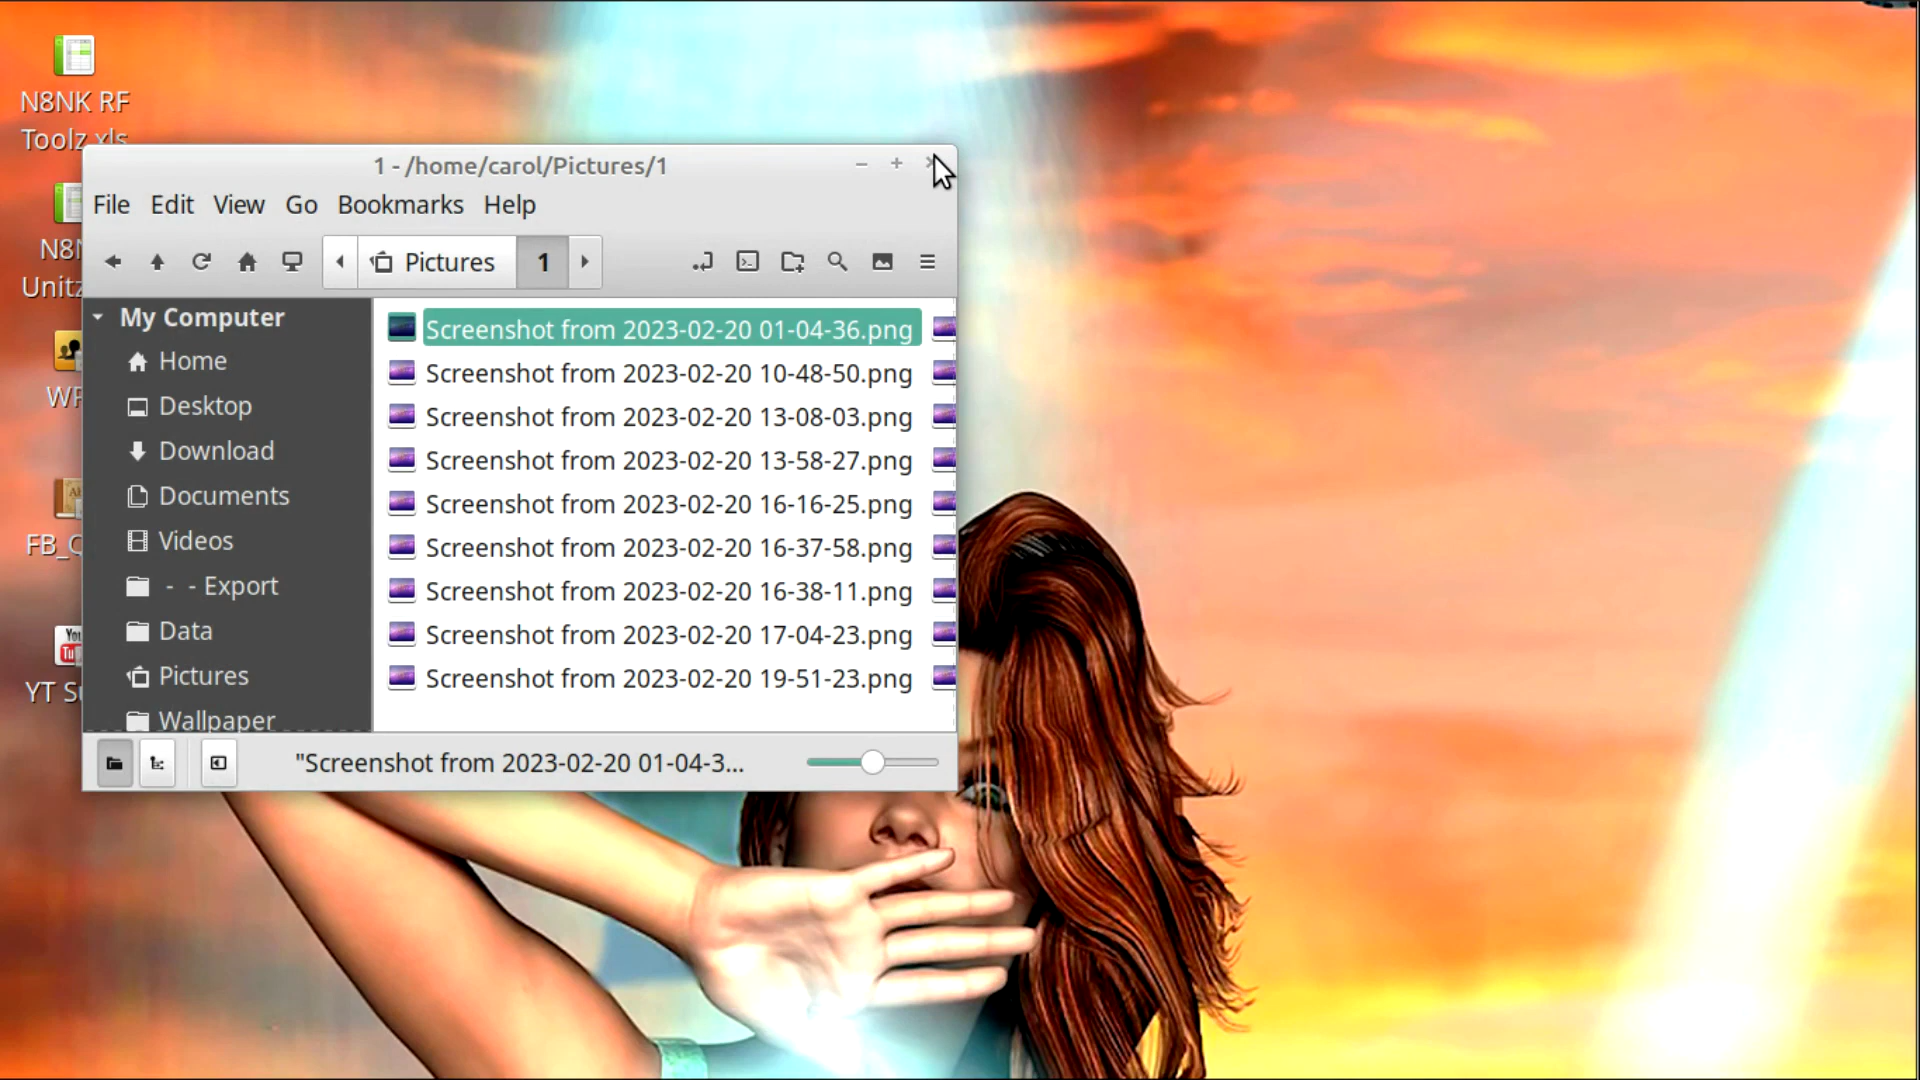 N8NK RF
Toolz.xls
N8N
Unitz
WP
FB_
YT Su
1 - /home/carol/Pictures/1
File Edit View Go Bookmarks Help
Pictures 1
My Computer
Home
Desktop
Download
Documents
Videos
- - Export
Data
Pictures
Wallpaper
Screenshot from 2023-02-20 01-04-36.png
Screenshot from 2023-02-20 10-48-50.png
Screenshot from 2023-02-20 13-08-03.png
Screenshot from 2023-02-20 13-58-27.png
Screenshot from 2023-02-20 16-16-25.png
Screenshot from 2023-02-20 16-37-58.png
Screenshot from 2023-02-20 16-38-11.png
Screenshot from 2023-02-20 17-04-23.png
Screenshot from 2023-02-20 19-51-23.png
"Screenshot from 2023-02-20 01-04-3...